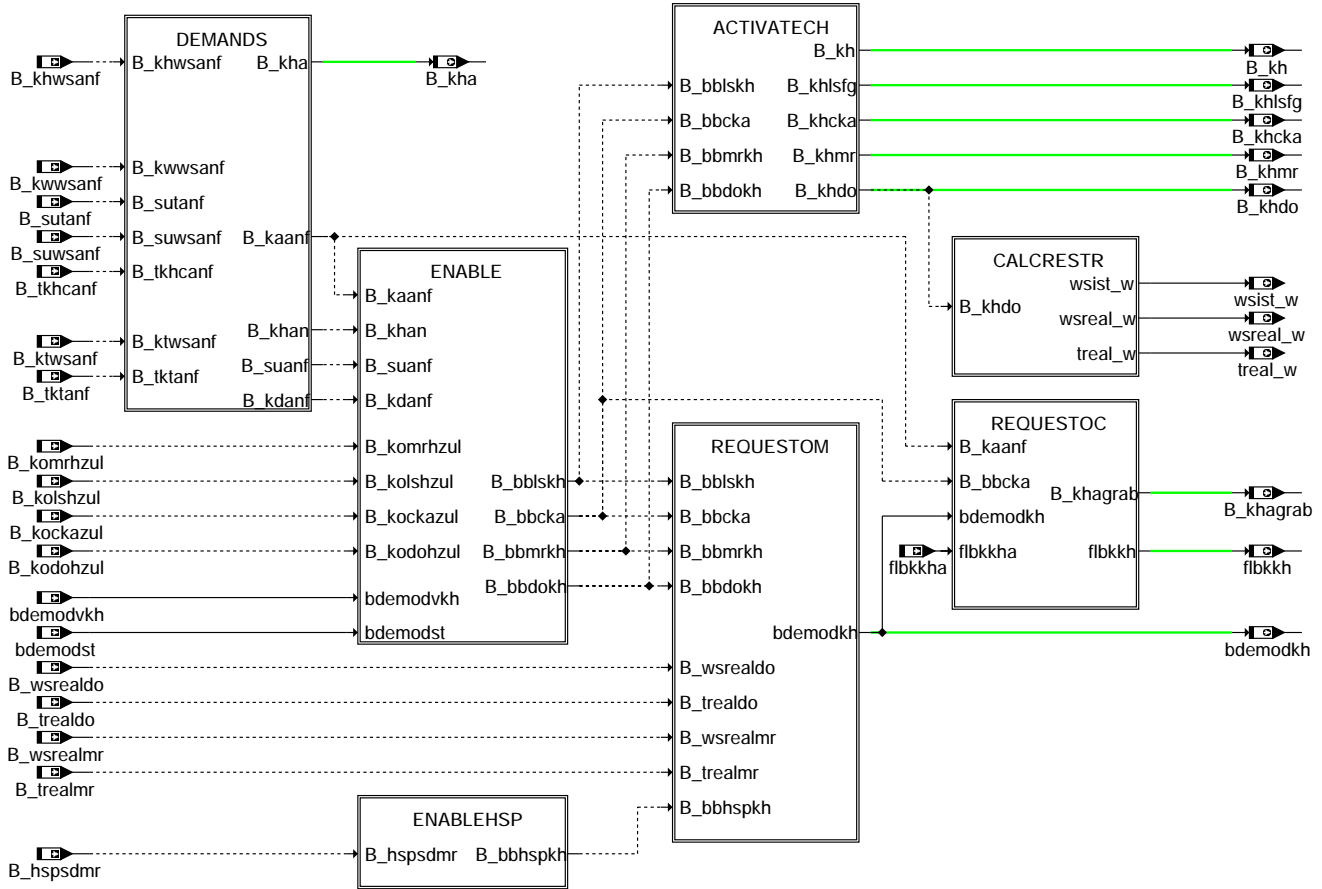 DEMANDS
B_khwsanf
B_khwsanf
B_kha
B_kha
B_kwwsanf
B_kwwsanf
B_sutanf
B_sutanf
B_suwsanf
B_suwsanf
B_kaanf
B_tkhcanf
B_tkhcanf
B_khan
B_ktwsanf
B_ktwsanf
B_suanf
B_tktanf
B_tktanf
B_kdanf
ENABLE
B_kaanf
B_khan
B_suanf
B_kdanf
B_komrhzul
B_komrhzul
B_kolshzul
B_kolshzul
B_bblskh
B_kockazul
B_kockazul
B_bbcka
B_kodohzul
B_kodohzul
B_bbmrkh
B_bbdokh
bdemodvkh
bdemodvkh
bdemodst
bdemodst
B_wsrealdo
B_trealdo
B_wsrealmr
B_trealmr
ENABLEHSP
B_hspsdmr
B_hspsdmr
B_bbhspkh
ACTIVATECH
B_kh
B_kh
B_bblskh
B_khlsfg
B_khlsfg
B_bbcka
B_khcka
B_khcka
B_bbmrkh
B_khmr
B_khmr
B_bbdokh
B_khdo
B_khdo
CALCRESTR
wsist_w
wsist_w
B_khdo
wsreal_w
wsreal_w
treal_w
treal_w
REQUESTOM
B_bblskh
B_bbcka
B_bbmrkh
B_bbdokh
bdemodkh
B_wsrealdo
B_trealdo
B_wsrealmr
B_trealmr
B_bbhspkh
REQUESTOC
B_kaanf
B_bbcka
B_khagrab
B_khagrab
bdemodkh
flbkkha
flbkkha
flbkkh
flbkkh
bdemodkh